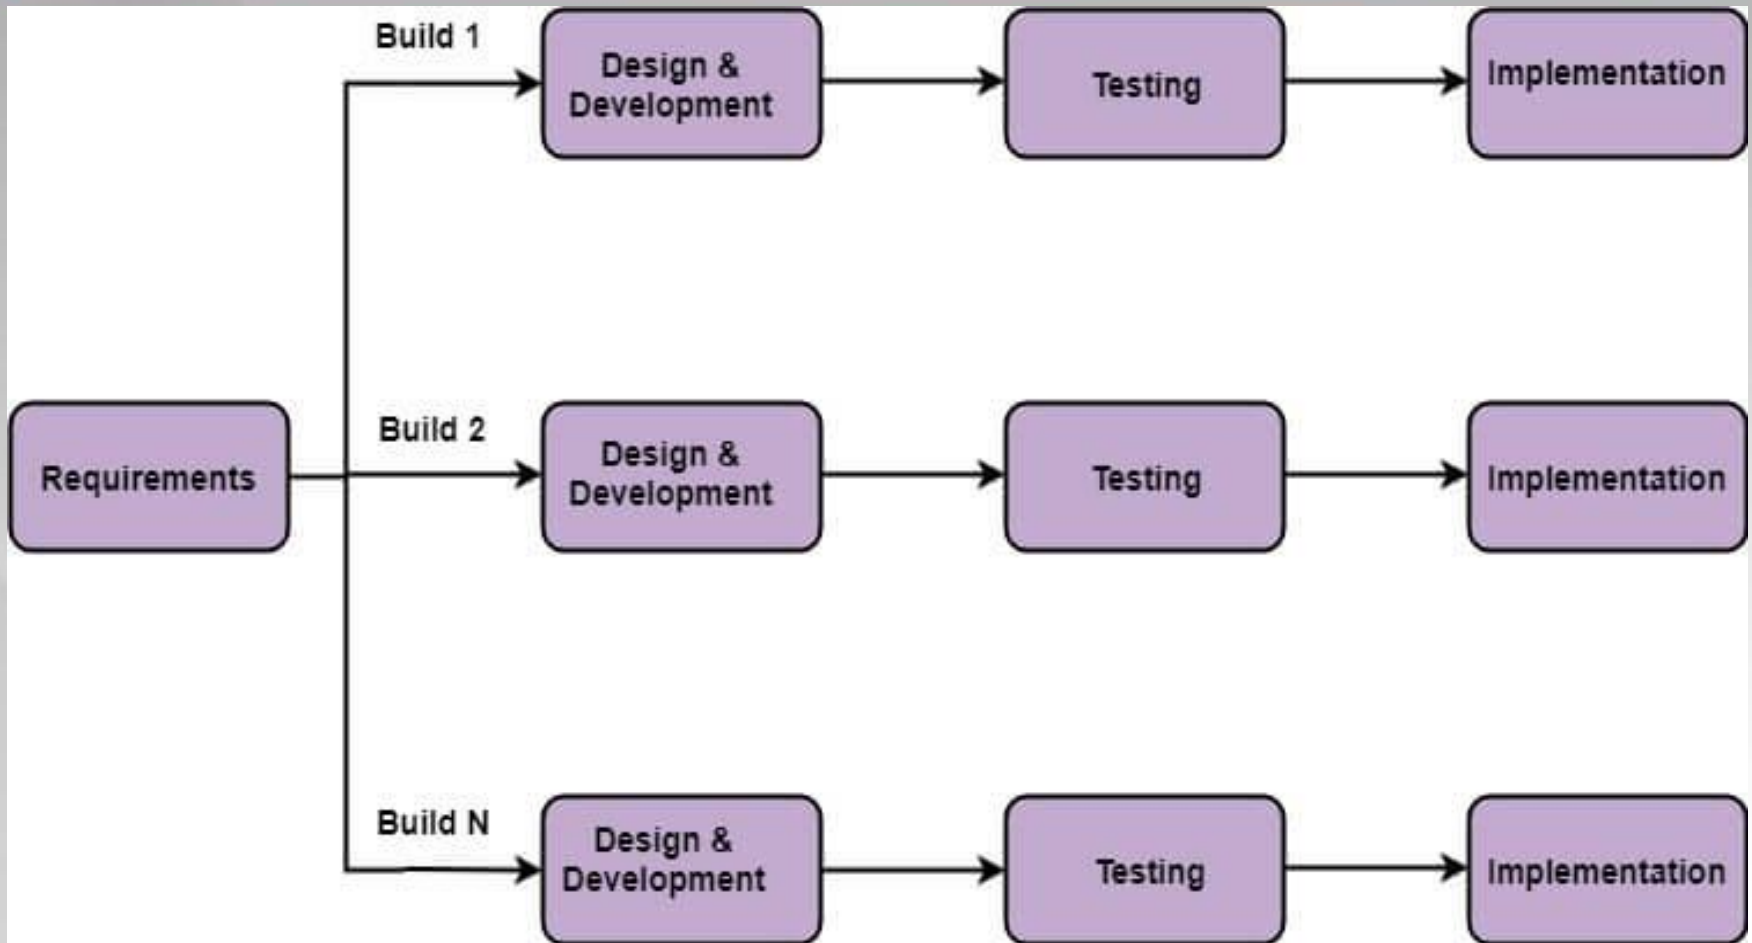 Build 1
Design &
Development
Testing
Implementation
Requirements
Build 2
Design &
Development
Testing
Implementation
Build N
Design &
Development
Testing
Implementation